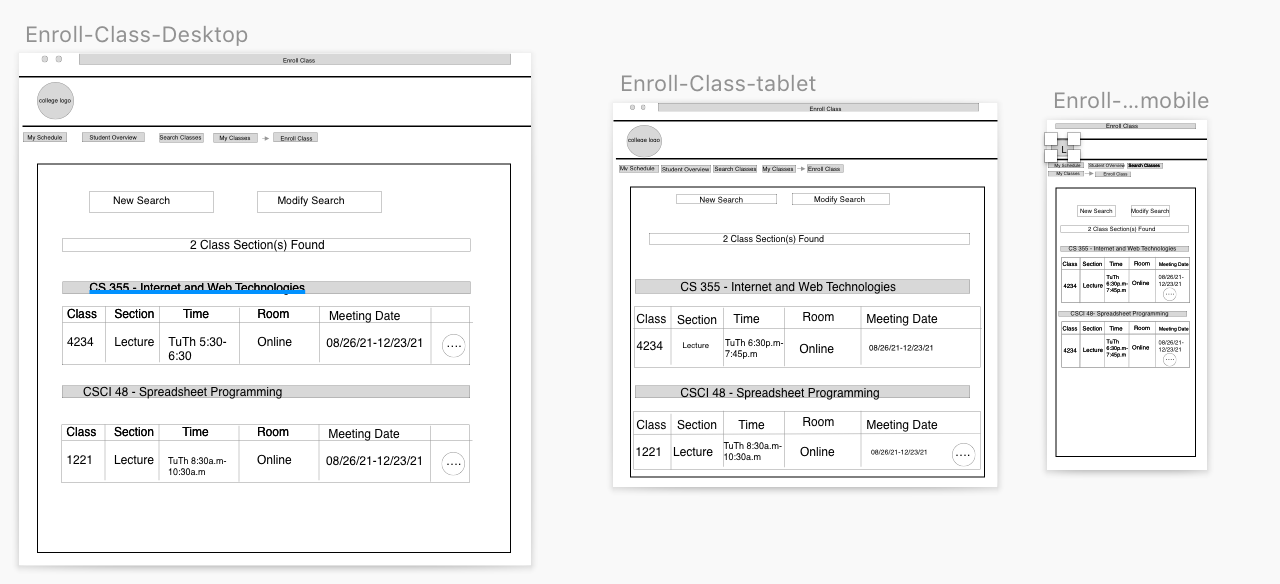 Enroll-Class-Desktop
Enroll Class
college logo
My Schedule Student Overview Search Classes My Classes Enroll Class
New Search Modify Search
2 Class Section(s) Found
CS 355 - Internet and Web Technologies
Class Section Time Room Meeting Date
4234 Lecture TuTh 5:30- Online 08/26/21-12/23/21 ....
6:30
CSCI 48 - Spreadsheet Programming
Class Section Time Room Meeting Date
1221 Lecture TuTh 8:30a.m- Online 08/26/21-12/23/21 ....
10:30a.m
Enroll-Class-tablet
Enroll Class
college logo
My Schedule Student Overview Search Classes My Classes Enroll Class
New Search Modify Search
2 Class Section(s) Found
CS 355 - Internet and Web Technologies
Class Section Time Room Meeting Date
4234 Lecture TuTh 6:30p.m- Online 08/26/21-12/23/21
7:45p.m
CSCI 48 - Spreadsheet Programming
Class Section Time Room Meeting Date
1221 Lecture TuTh 8:30a.m- Online 08/26/21-12/23/21 ....
10:30a.m
Enroll-...mobile
Enroll Class
L
My Schedule Student OVerview Search Classes
My Classes Enroll Class
New Search Modify Search
2 Class Section(s) Found
CS 355 - Internet and Web Technologies
Class Section Time Room Meeting Date
4234 Lecture TuTh Online 08/26/21-
6:30p.m- 12/23/21
7:45p.m ....
CSCI 48- Spreadsheet Programming
Class Section Time Room Meeting Date
4234 Lecture TuTh Online 08/26/21-
6:30p.m- 12/23/21
7:45p.m ....